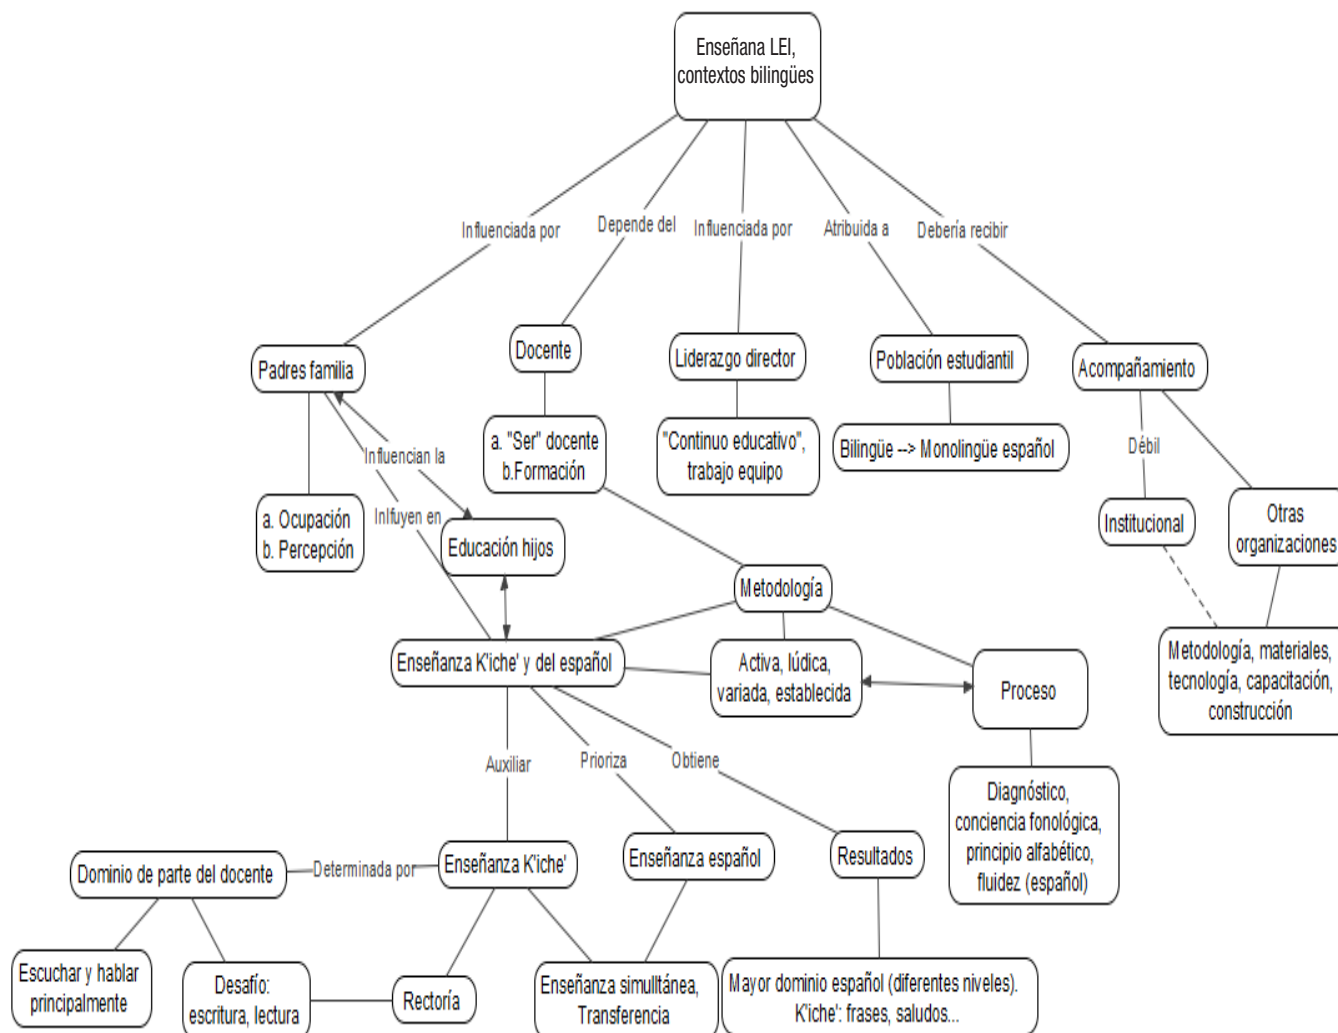 Enseñana LEI,
contextos bilingües
Influenciada por
Depende del
Influenciada por
Atribuida a
Debería recibir
Padres familia
Docente
Liderazgo director
Población estudiantil
Acompañamiento
a. "Ser" docente
b.Formación
"Continuo educativo",
trabajo equipo
Bilingüe --> Monolingüe español
Débil
Influencian la
Inlfuyen en
a. Ocupación
b. Percepción
Educación hijos
Institucional
Otras
organizaciones
Metodología
Enseñanza K'iche' y del español
Activa, lúdica,
variada, establecida
Proceso
Metodología, materiales,
tecnología, capacitación,
construcción
Auxiliar
Prioriza
Obtiene
Diagnóstico,
conciencia fonológica,
principio alfabético,
fluidez (español)
Dominio de parte del docente
Determinada por
Enseñanza K'iche'
Enseñanza español
Resultados
Escuchar y hablar
principalmente
Desafío:
escritura, lectura
Rectoría
Enseñanza simulltánea,
Transferencia
Mayor dominio español (diferentes niveles).
K'iche': frases, saludos...